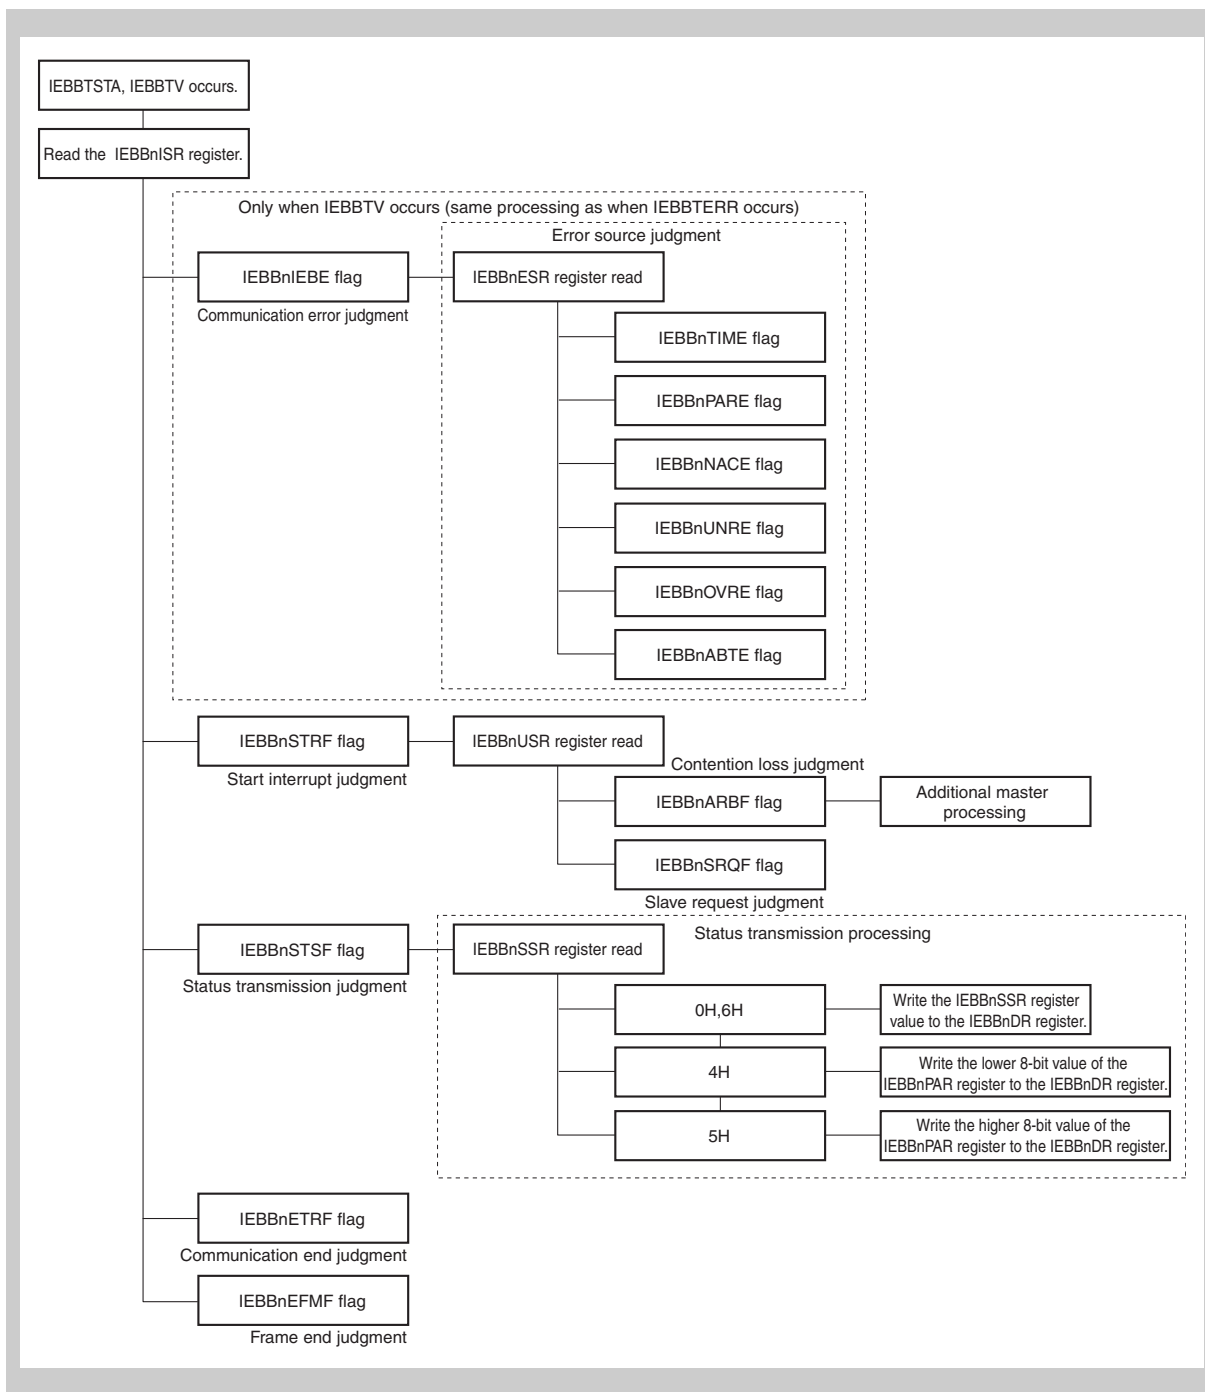 IEBBTSTA, IEBBTV occurs.
Read the IEBBnISR register.
Only when IEBBTV occurs (same processing as when IEBBTERR occurs)
Error source judgment
IEBBnIEBE flag
IEBBnESR register read
Communication error judgment
IEBBnTIME flag
IEBBnPARE flag
IEBBnNACE flag
IEBBnUNRE flag
IEBBnOVRE flag
IEBBnABTE flag
IEBBnSTRF flag
IEBBnUSR register read
Start interrupt judgment
Contention loss judgment
IEBBnARBF flag
Additional master
processing
IEBBnSRQF flag
Slave request judgment
IEBBnSTSF flag
IEBBnSSR register read
Status transmission processing
Status transmission judgment
0H,6H
Write the IEBBnSSR register
value to the IEBBnDR register.
4H
Write the lower 8-bit value of the
IEBBnPAR register to the IEBBnDR register.
5H
Write the higher 8-bit value of the
IEBBnPAR register to the IEBBnDR register.
IEBBnETRF flag
Communication end judgment
IEBBnEFMF flag
Frame end judgment